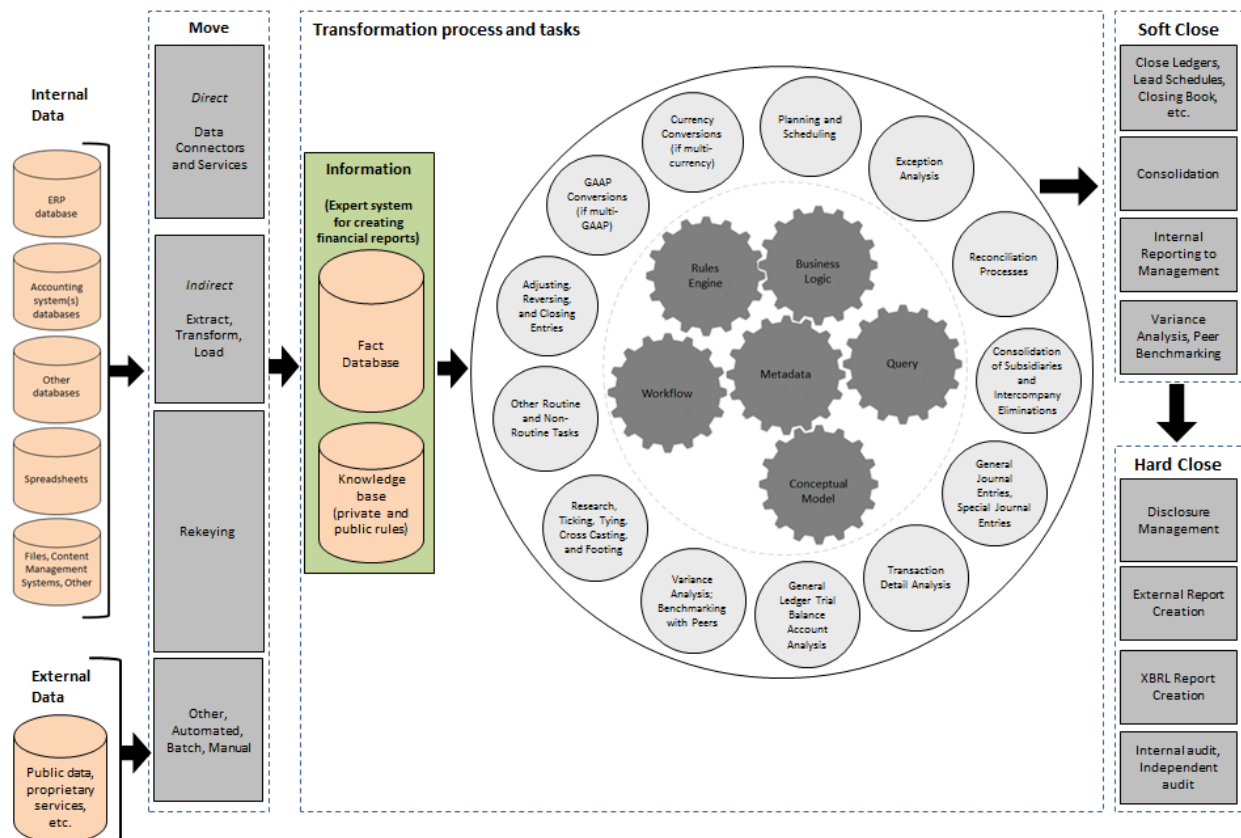 Internal
Data
ERP
database
Accounting
system(s)
databases
Other
databases
Spreadsheets
Files, Content
Management
Systems, Other
External
Data
Public data,
proprietary
services,
etc.
Move
Direct
Data
Connectors
and Services
Indirect
Extract,
Transform,
Load
Rekeying
Other,
Automated,
Batch, Manual
Transformation process and tasks
Information
(Expert system
for creating
financial reports)
Fact
Database
Knowledge
base
(private and
public rules)
Planning and
Scheduling
Exception
Analysis
Reconciliation
Processes
Consolidation
of Subsidiaries
and
Intercompany
Eliminations
General
Journal
Entries,
Special Journal
Entries
Transaction
Detail Analysis
General
Ledger Trial
Balance
Account
Analysis
Variance
Analysis;
Benchmarking
with Peers
Research,
Ticking, Tying,
Cross Casting,
and Footing
Other Routine
and Non-
Routine Tasks
Adjusting,
Reversing,
and Closing
Entries
GAAP
Conversions
(if multi-
GAAP)
Currency
Conversions
(if multi-
currency)
Rules
Engine
Business
Logic
Workflow
Metadata
Query
Conceptual
Model
Soft Close
Close Ledgers,
Lead Schedules,
Closing Book,
etc.
Consolidation
Internal
Reporting to
Management
Variance
Analysis, Peer
Benchmarking
Hard Close
Disclosure
Management
External Report
Creation
XBRL Report
Creation
Internal audit,
Independent
audit